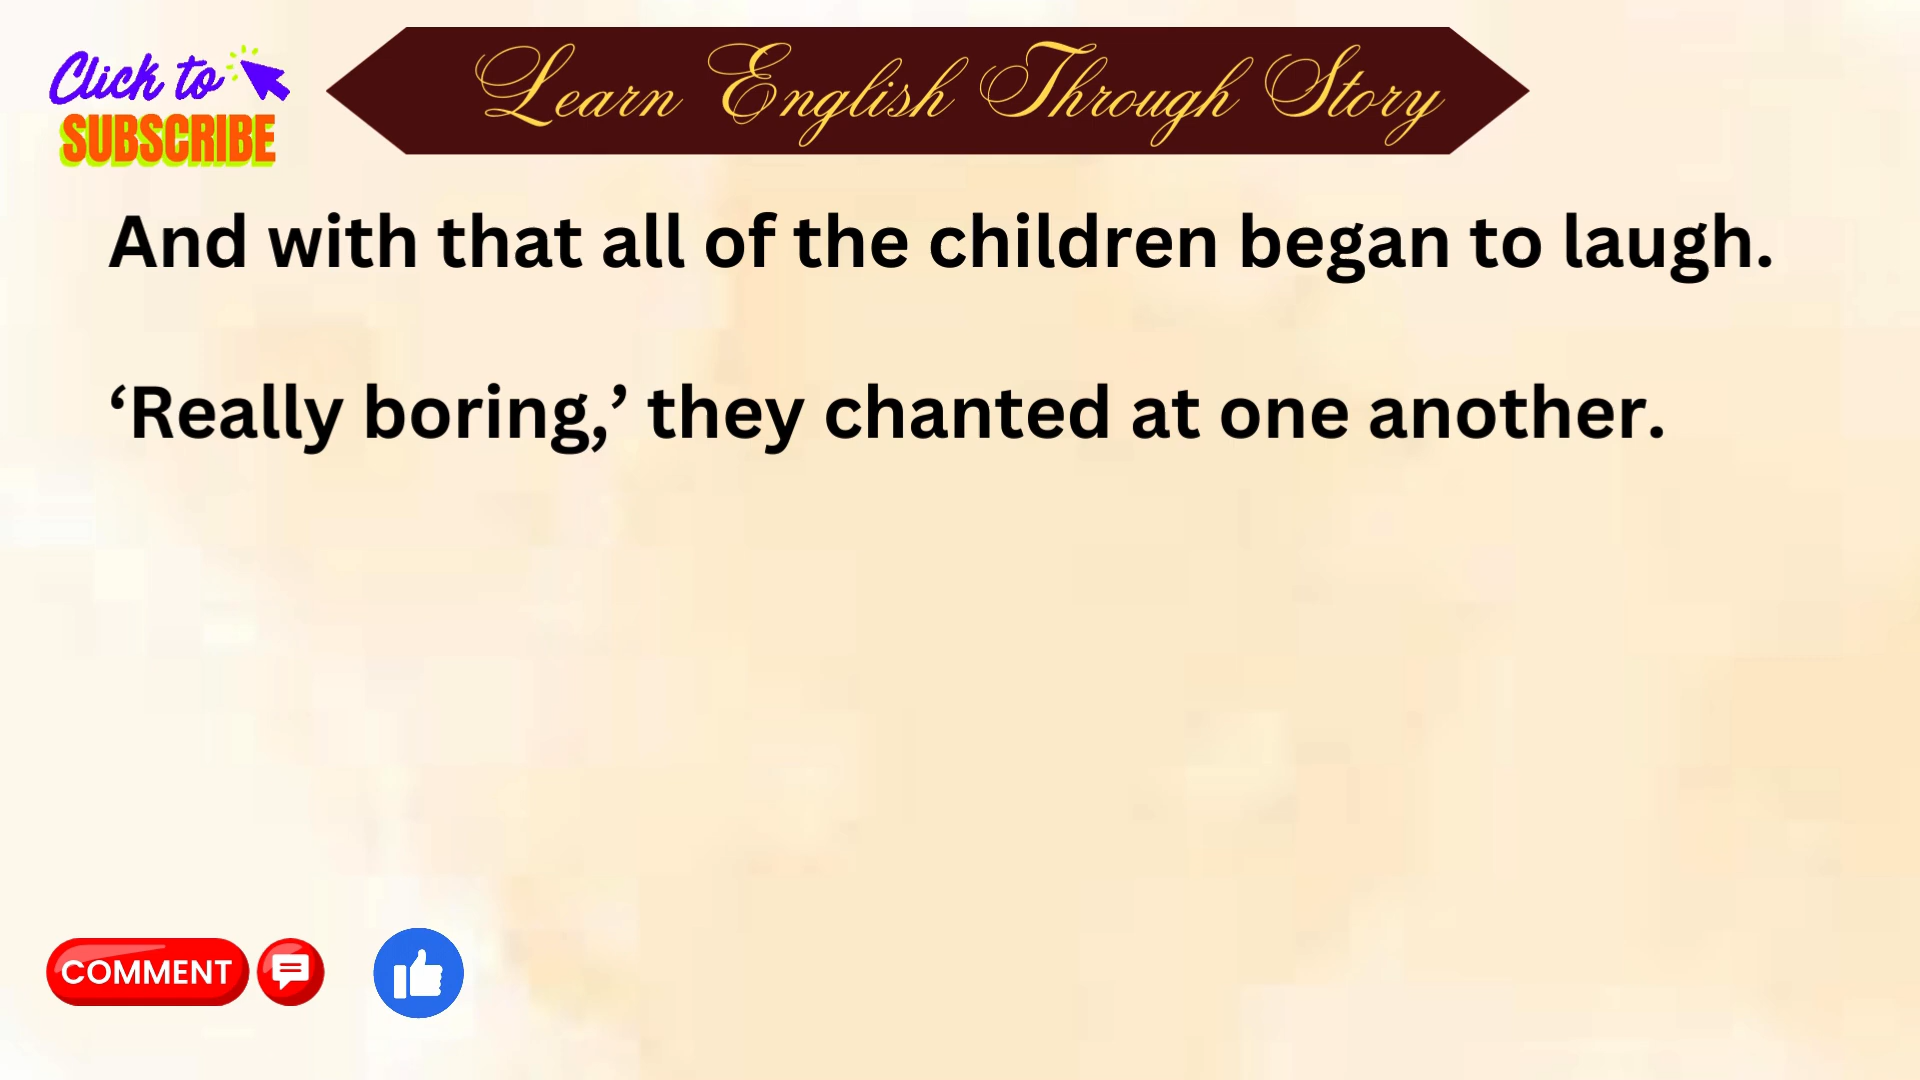 Click to
SUBSCRIBE
Learn English Through Story
And with that all of the children began to laugh.
‘Really boring,’ they chanted at one another.
COMMENT